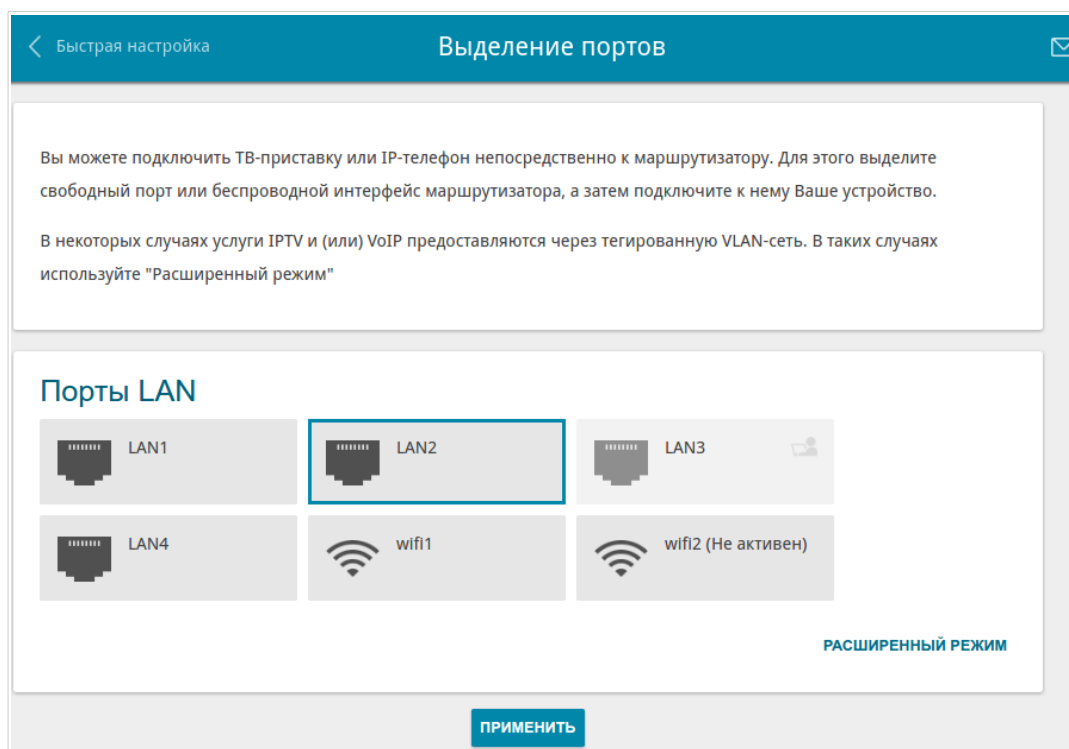 Быстрая настройка
Выделение портов
Вы можете подключить ТВ-приставку или IP-телефон непосредственно к маршрутизатору. Для этого выделите
свободный порт или беспроводной интерфейс маршрутизатора, а затем подключите к нему Ваше устройство.
В некоторых случаях услуги IPTV и (или) VoIP предоставляются через тегированную VLAN-сеть. В таких случаях
используйте "Расширенный режим"
Порты LAN
LAN1
LAN2
LAN3
LAN4
wifi1
wifi2 (Не активен)
РАСШИРЕННЫЙ РЕЖИМ
ПРИМЕНИТЬ